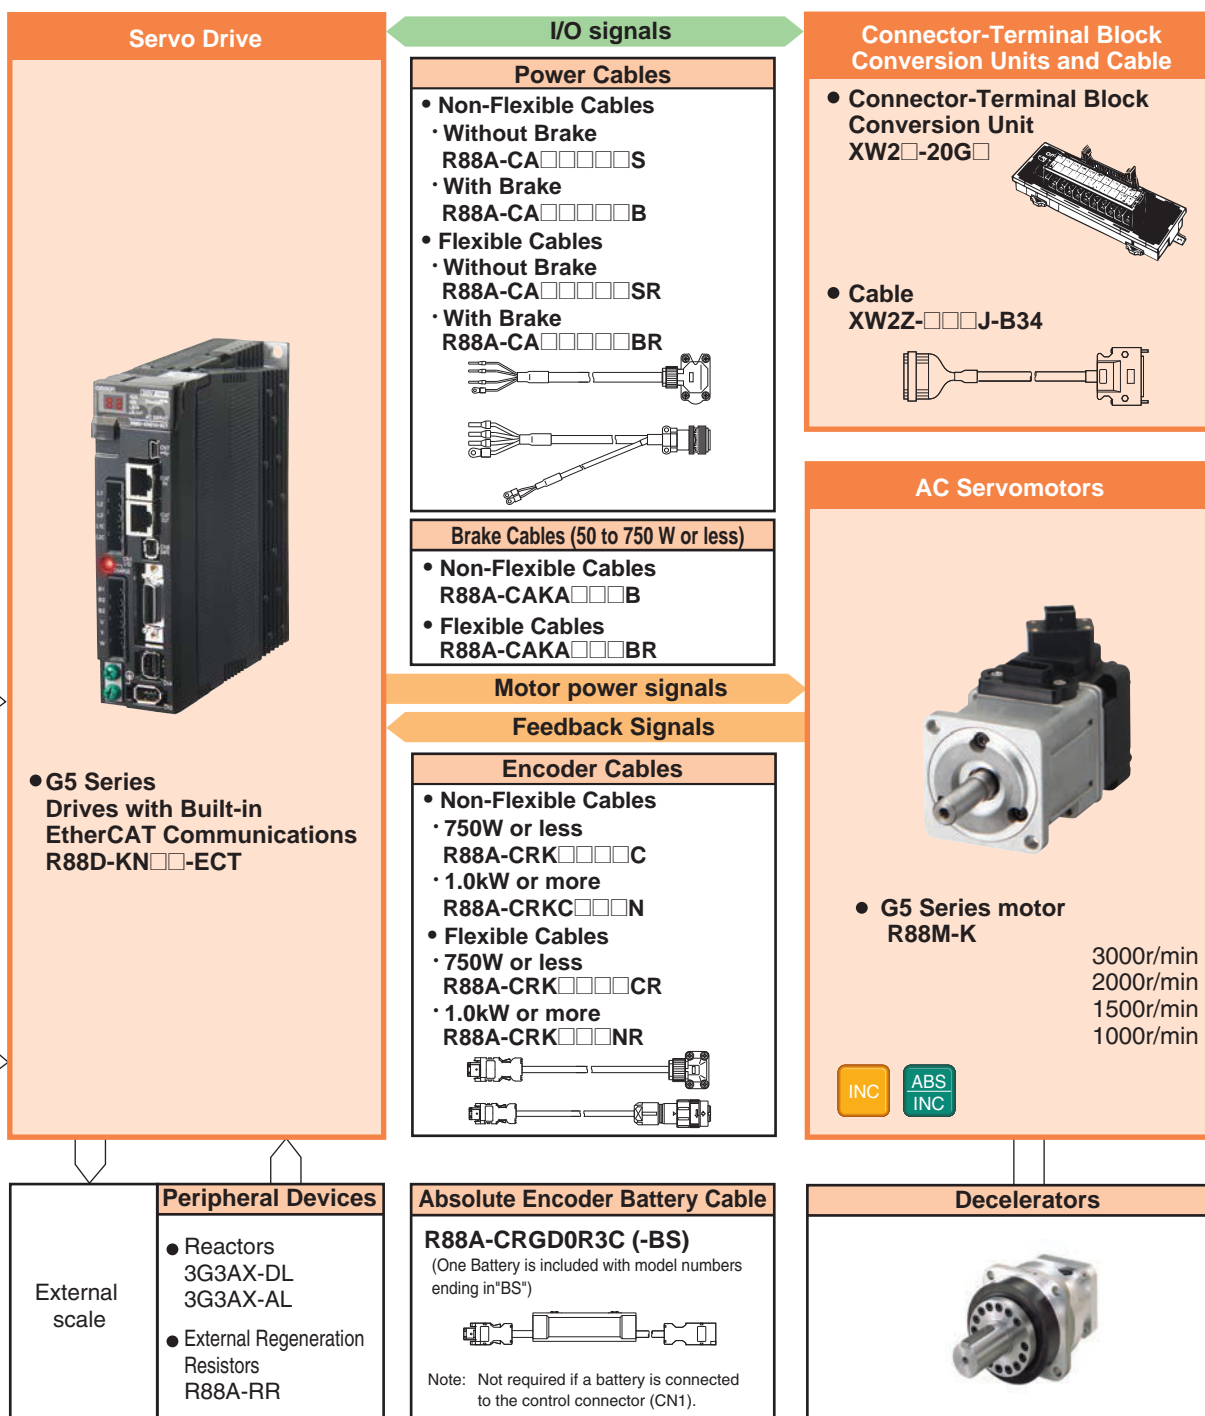 Servo Drive
I/O signals
Connector-Terminal Block
Conversion Units and Cable
Power Cables
• Non-Flexible Cables
・Without Brake
R88A-CA□□□□□S
・With Brake
R88A-CA□□□□□B
• Flexible Cables
・Without Brake
R88A-CA□□□□□SR
・With Brake
R88A-CA□□□□□BR
● Connector-Terminal Block
Conversion Unit
XW2□-20G□
● Cable
XW2Z-□□□J-B34
Brake Cables (50 to 750 W or less)
• Non-Flexible Cables
R88A-CAKA□□□B
• Flexible Cables
R88A-CAKA□□□BR
Motor power signals
Feedback Signals
● G5 Series
Drives with Built-in
EtherCAT Communications
R88D-KN□□-ECT
Encoder Cables
• Non-Flexible Cables
・750W or less
R88A-CRK□□□□C
・1.0kW or more
R88A-CRKC□□□N
• Flexible Cables
・750W or less
R88A-CRK□□□□CR
・1.0kW or more
R88A-CRK□□□NR
AC Servomotors
● G5 Series motor
R88M-K
3000r/min
2000r/min
1500r/min
1000r/min
INC
ABS
INC
External
scale
Peripheral Devices
● Reactors
3G3AX-DL
3G3AX-AL
● External Regeneration
Resistors
R88A-RR
Absolute Encoder Battery Cable
R88A-CRGD0R3C (-BS)
(One Battery is included with model numbers
ending in"BS")
Note: Not required if a battery is connected
to the control connector (CN1).
Decelerators